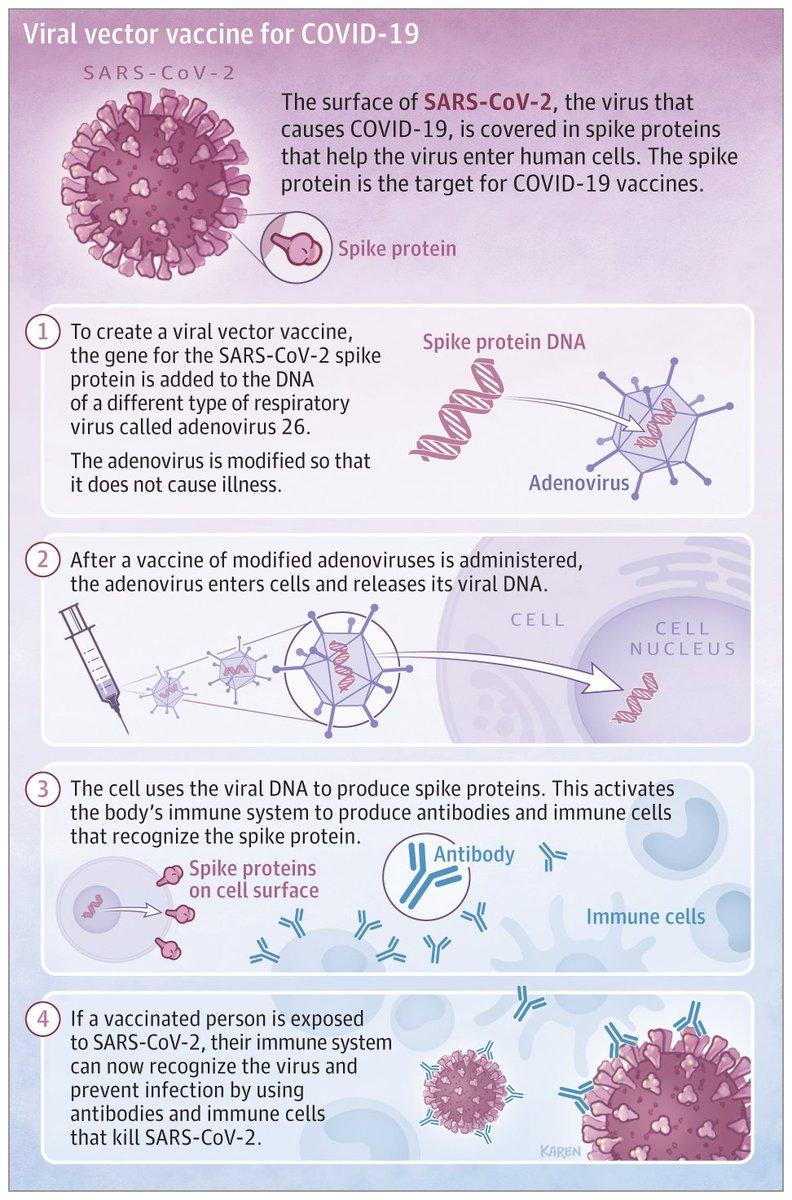 Viral vector vaccine for COVID-19
SARS-CoV-2
The surface of SARS-CoV-2, the virus that
causes COVID-19, is covered in spike proteins
that help the virus enter human cells. The spike
protein is the target for COVID-19 vaccines.
Spike protein
1
To create a viral vector vaccine,
the gene for the SARS-CoV-2 spike
protein is added to the DNA
of a different type of respiratory
virus called adenovirus 26.
The adenovirus is modified so that
it does not cause illness.
Spike protein DNA
Adenovirus
2
After a vaccine of modified adenoviruses is administered,
the adenovirus enters cells and releases its viral DNA.
CELL
CELL
NUCLEUS
3
The cell uses the viral DNA to produce spike proteins. This activates
the body’s immune system to produce antibodies and immune cells
that recognize the spike protein.
Spike proteins
on cell surface
Antibody
Immune cells
4
If a vaccinated person is exposed
to SARS-CoV-2, their immune system
can now recognize the virus and
prevent infection by using
antibodies and immune cells
that kill SARS-CoV-2.
KAREN